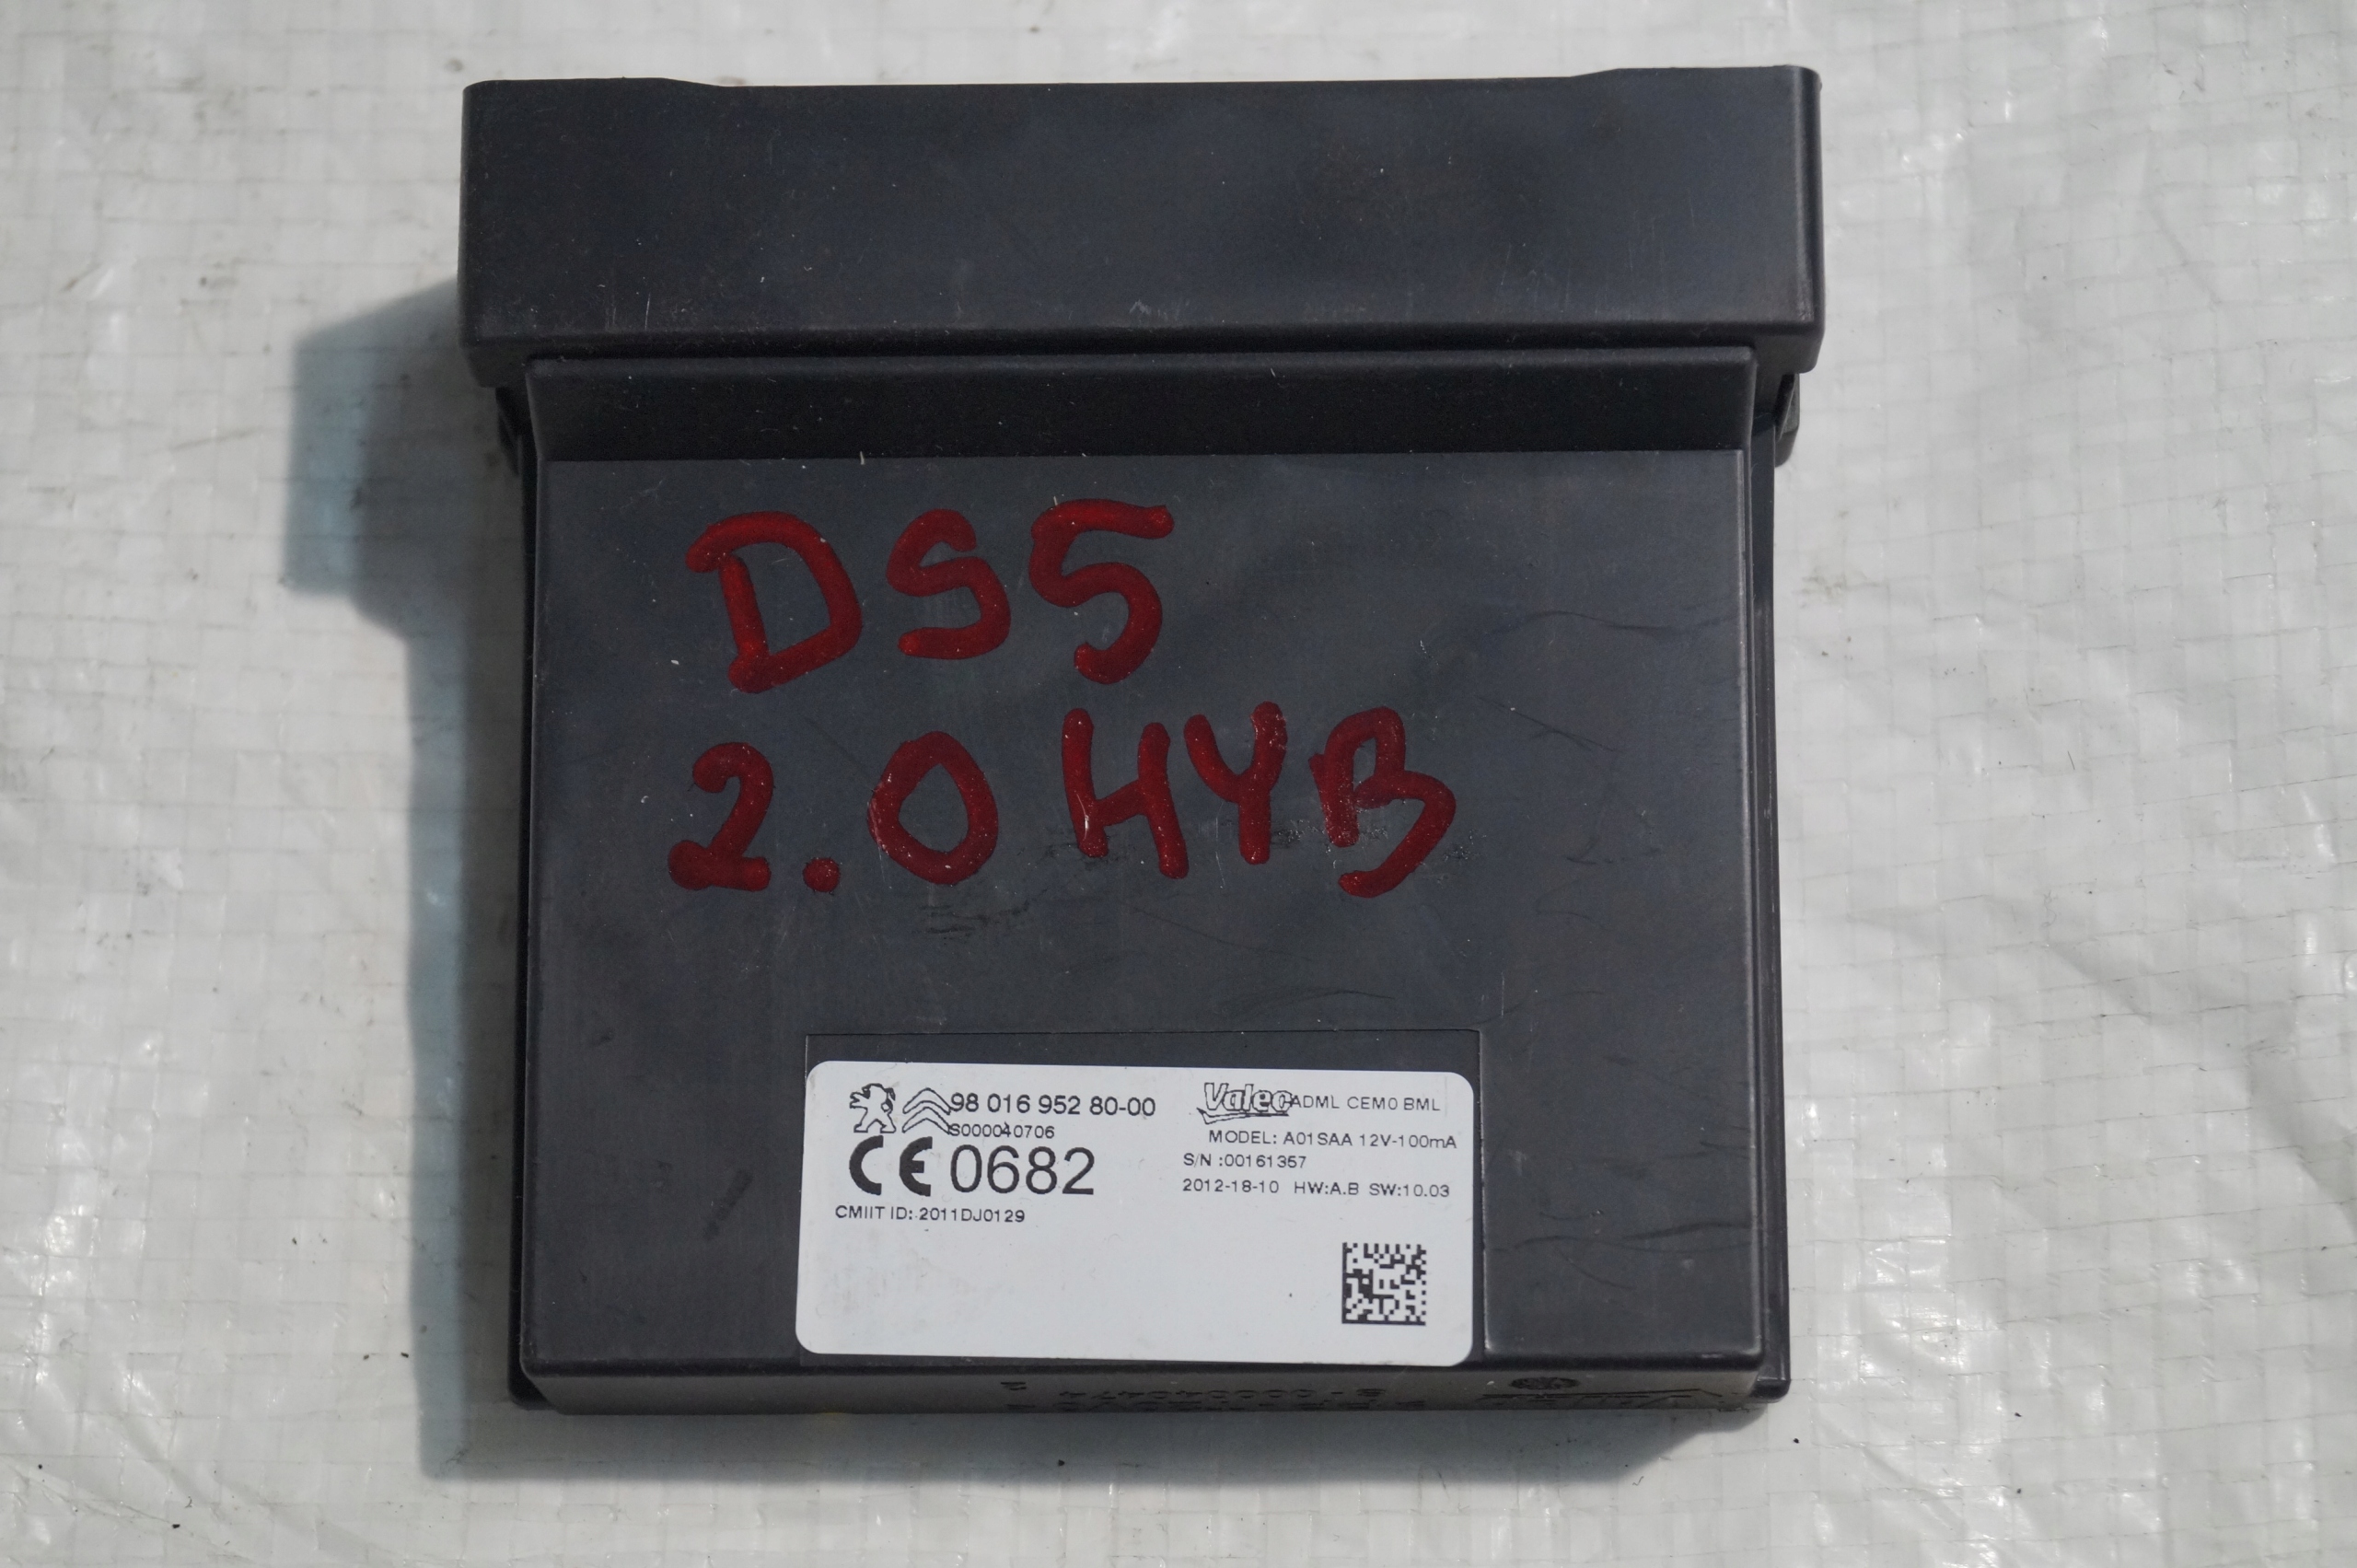 DS5
2.0 HYB
98 016 952 80-00
S000040706
CE 0682
CMIIT ID: 2011DJ0129
Valeo ADML CEM0 BML
MODEL: A01SAA 12V-100mA
S/N :00161357
2012-18-10 HW:A.B SW:10.03